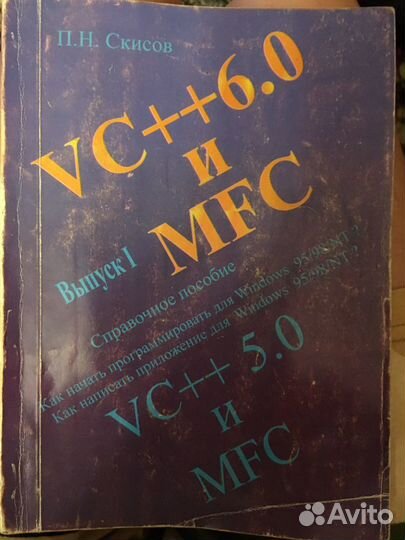 П.Н. Скисов
VC++6.0
и
MFC
Выпуск I
Справочное пособие
Как начать программировать для Windows 95/98/NT ?
Как написать приложение для Windows 95/98/NT ?
VC++ 5.0
и
MFC
Avito